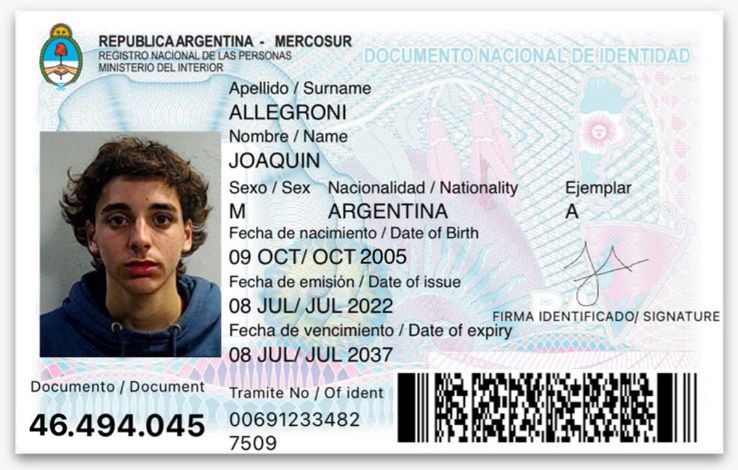 REPUBLICA ARGENTINA - MERCOSUR
REGISTRO NACIONAL DE LAS PERSONAS
MINISTERIO DEL INTERIOR
DOCUMENTO NACIONAL DE IDENTIDAD
Apellido / Surname
ALLEGRONI
Nombre / Name
JOAQUIN
Sexo / Sex Nacionalidad / Nationality Ejemplar
M ARGENTINA A
Fecha de nacimiento / Date of Birth
09 OCT/ OCT 2005
Fecha de emisión / Date of issue
08 JUL/ JUL 2022
FIRMA IDENTIFICADO/ SIGNATURE
Fecha de vencimiento / Date of expiry
08 JUL/ JUL 2037
Documento / Document
46.494.045
Tramite No / Of ident
00691233482
7509